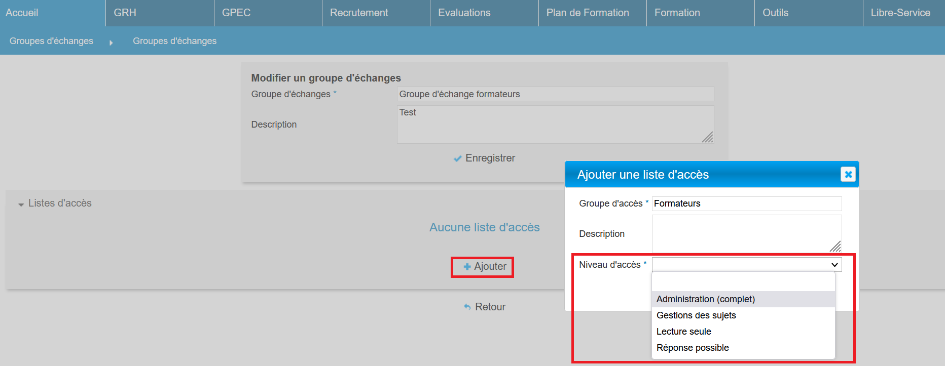 Accueil GRH GPEC Recrutement Evaluations Plan de Formation Formation Outils Libre-Service
Groupes d'échanges Groupes d'échanges
Modifier un groupe d'échanges
Groupe d'échanges * Groupe d'échange formateurs
Description Test
Enregistrer
Listes d'accès
Aucune liste d'accès
Ajouter
Retour
Ajouter une liste d'accès
Groupe d'accès * Formateurs
Description
Niveau d'accès *
Administration (complet)
Gestions des sujets
Lecture seule
Réponse possible